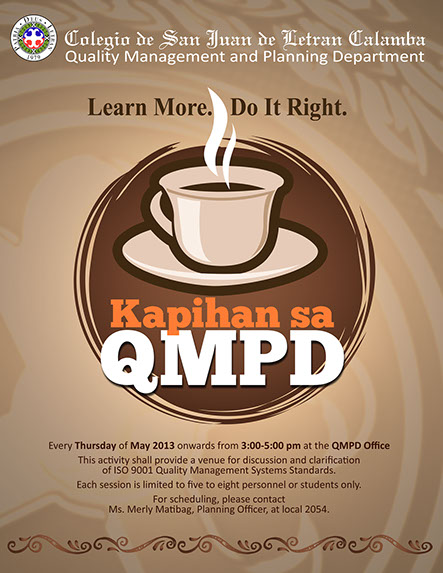 Colegio de San Juan de Letran Calamba
Quality Management and Planning Department
Learn More. Do It Right.
Kapihan sa
QMPD
Every Thursday of May 2013 onwards from 3:00-5:00 pm at the QMPD Office
This activity shall provide a venue for discussion and clarification
of ISO 9001 Quality Management Systems Standards.
Each session is limited to five to eight personnel or students only.
For scheduling, please contact
Ms. Merly Matibag, Planning Officer, at local 2054.